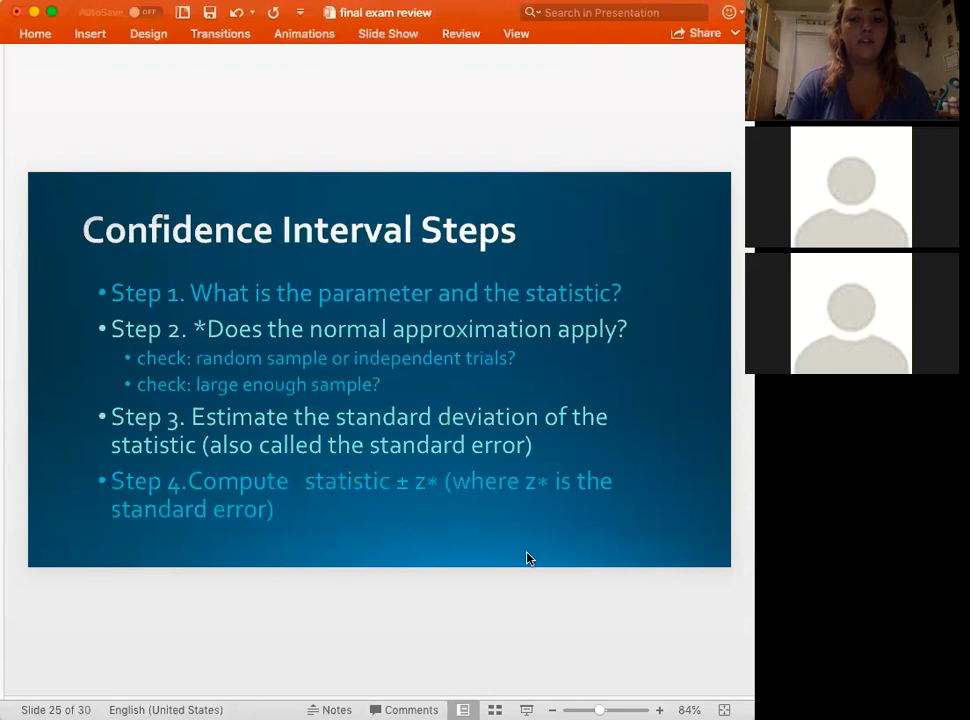 AutoSave OFF
final exam review
Search in Presentation
Home Insert Design Transitions Animations Slide Show Review View Share
Confidence Interval Steps
• Step 1. What is the parameter and the statistic?
• Step 2. *Does the normal approximation apply?
• check: random sample or independent trials?
• check: large enough sample?
• Step 3. Estimate the standard deviation of the
statistic (also called the standard error)
• Step 4.Compute statistic ± z* (where z* is the
standard error)
Slide 25 of 30 English (United States) Notes Comments 84%